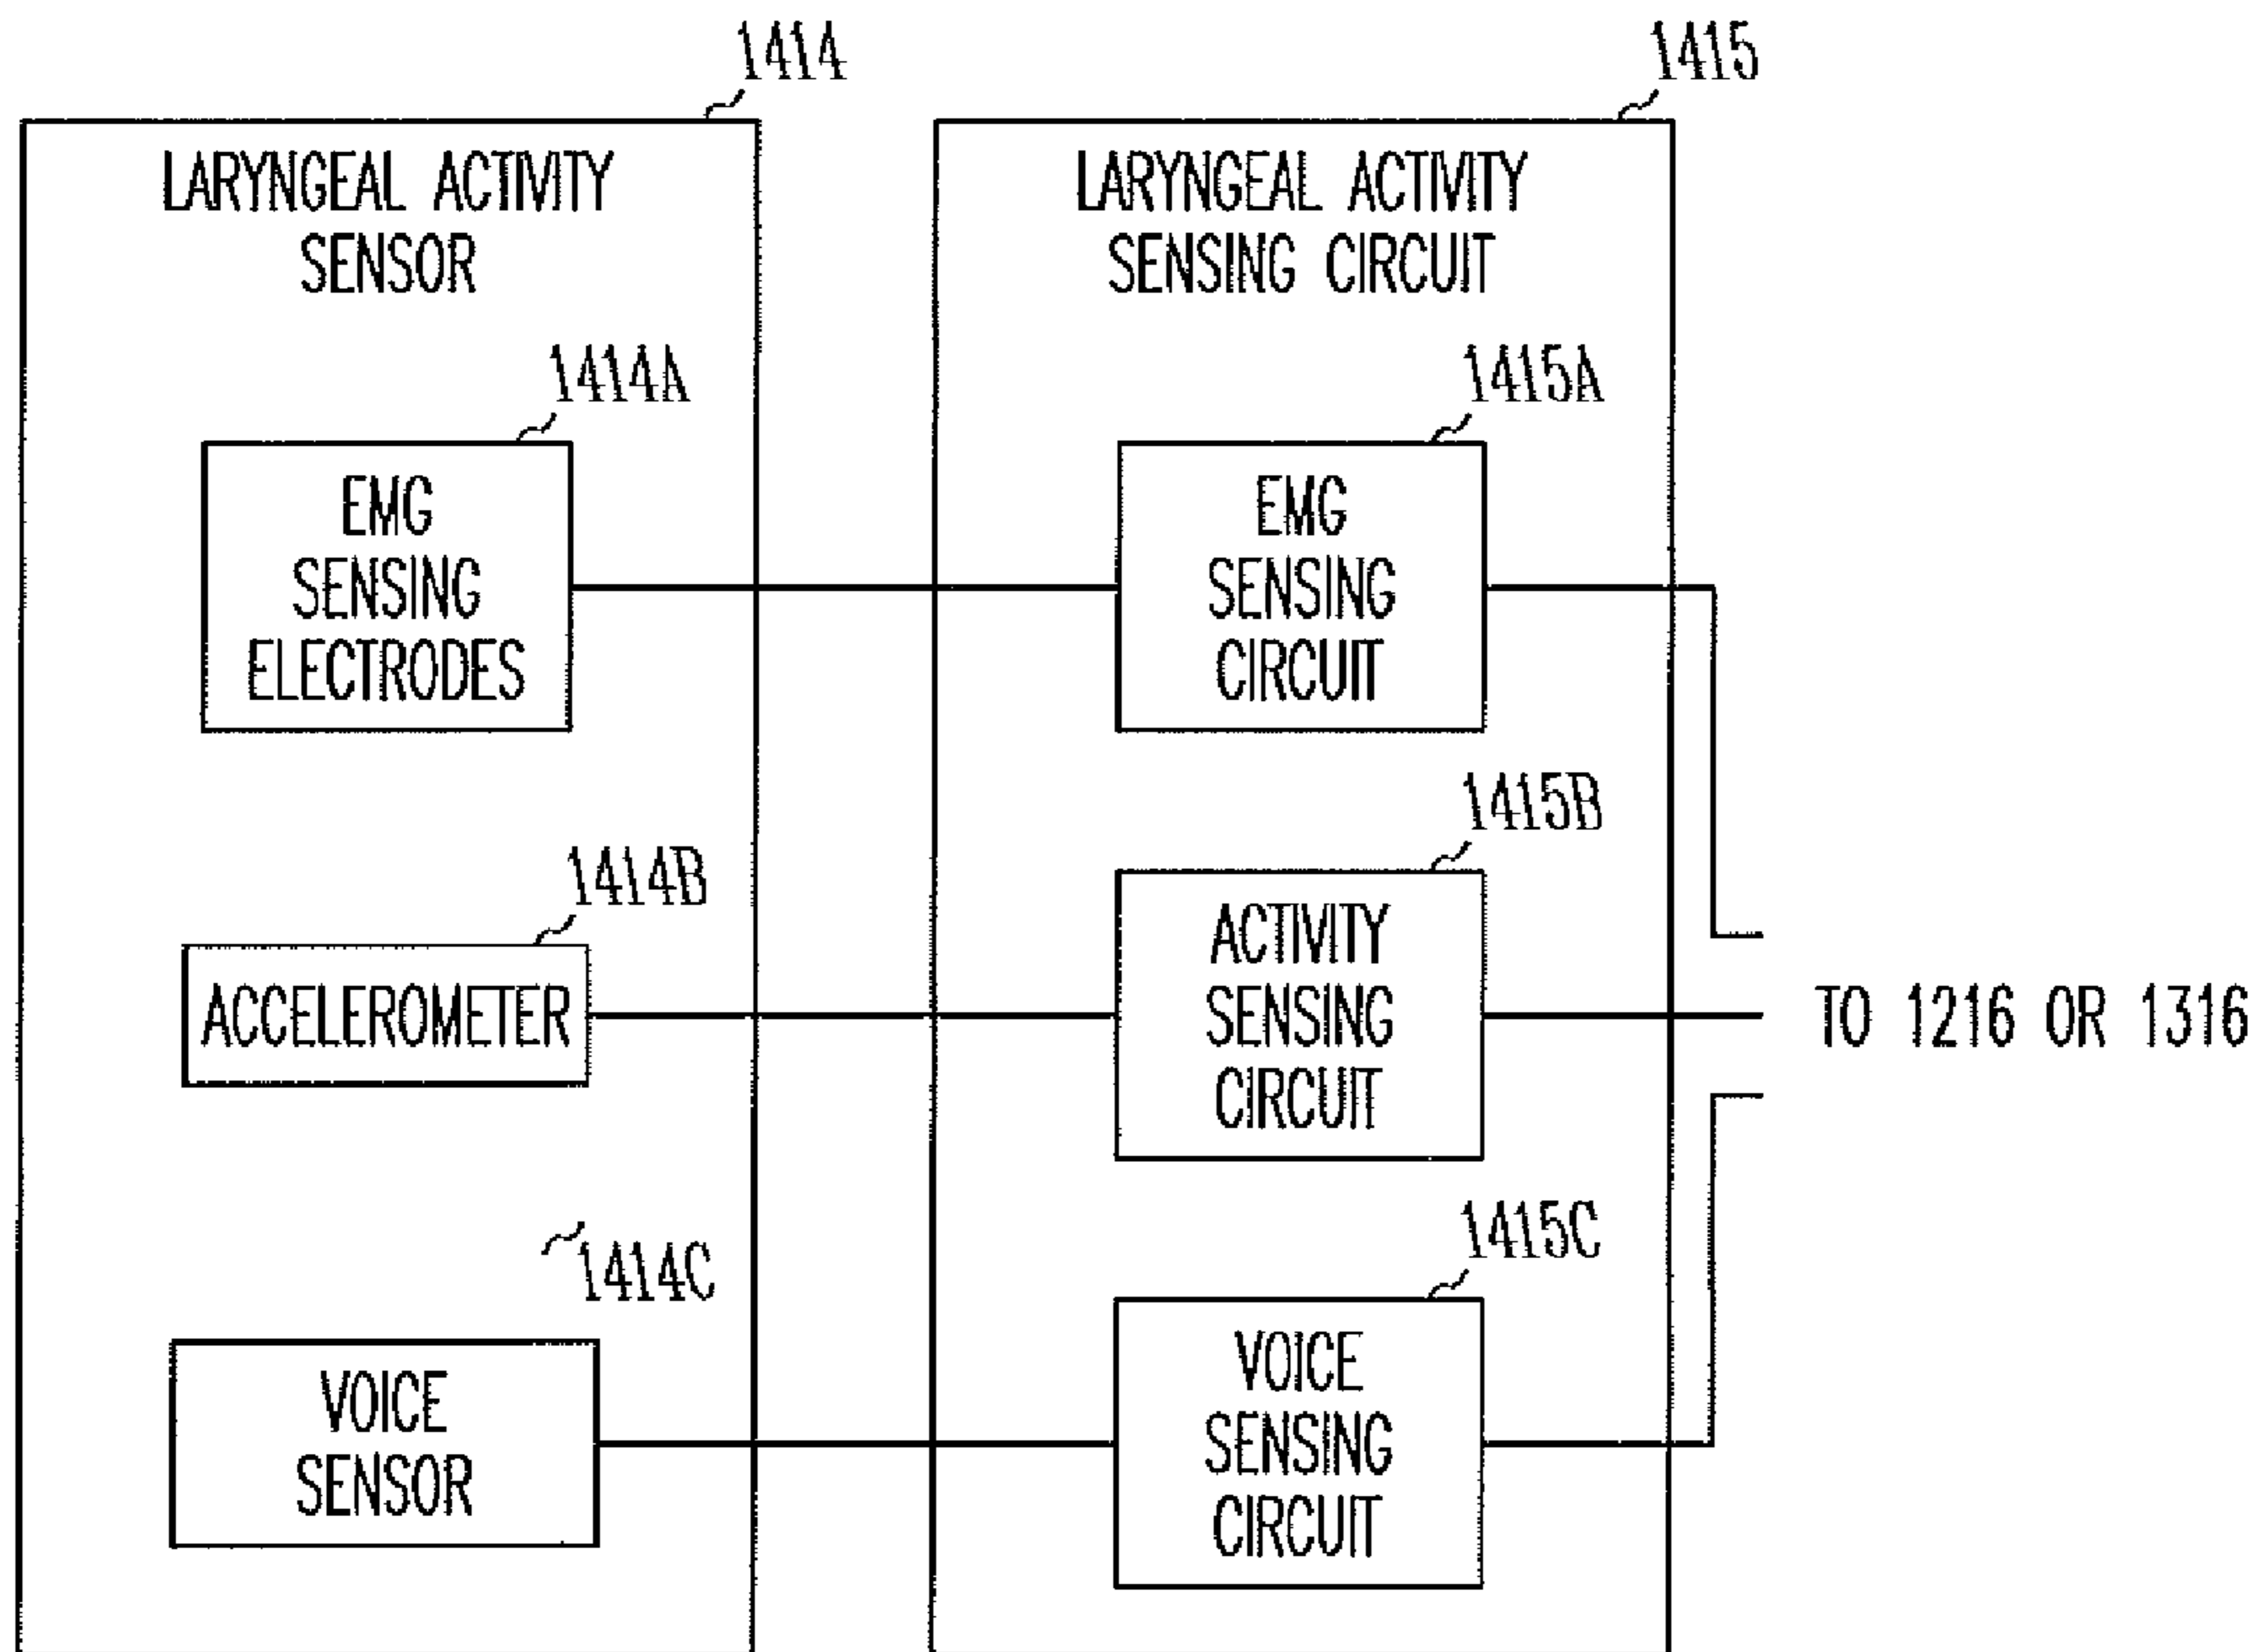 1414
LARYNGEAL ACTIVITY
SENSOR
1414A
EMG
SENSING
ELECTRODES
1414B
ACCELEROMETER
1414C
VOICE
SENSOR
1415
LARYNGEAL ACTIVITY
SENSING CIRCUIT
1415A
EMG
SENSING
CIRCUIT
1415B
ACTIVITY
SENSING
CIRCUIT
1415C
VOICE
SENSING
CIRCUIT
TO 1216 OR 1316